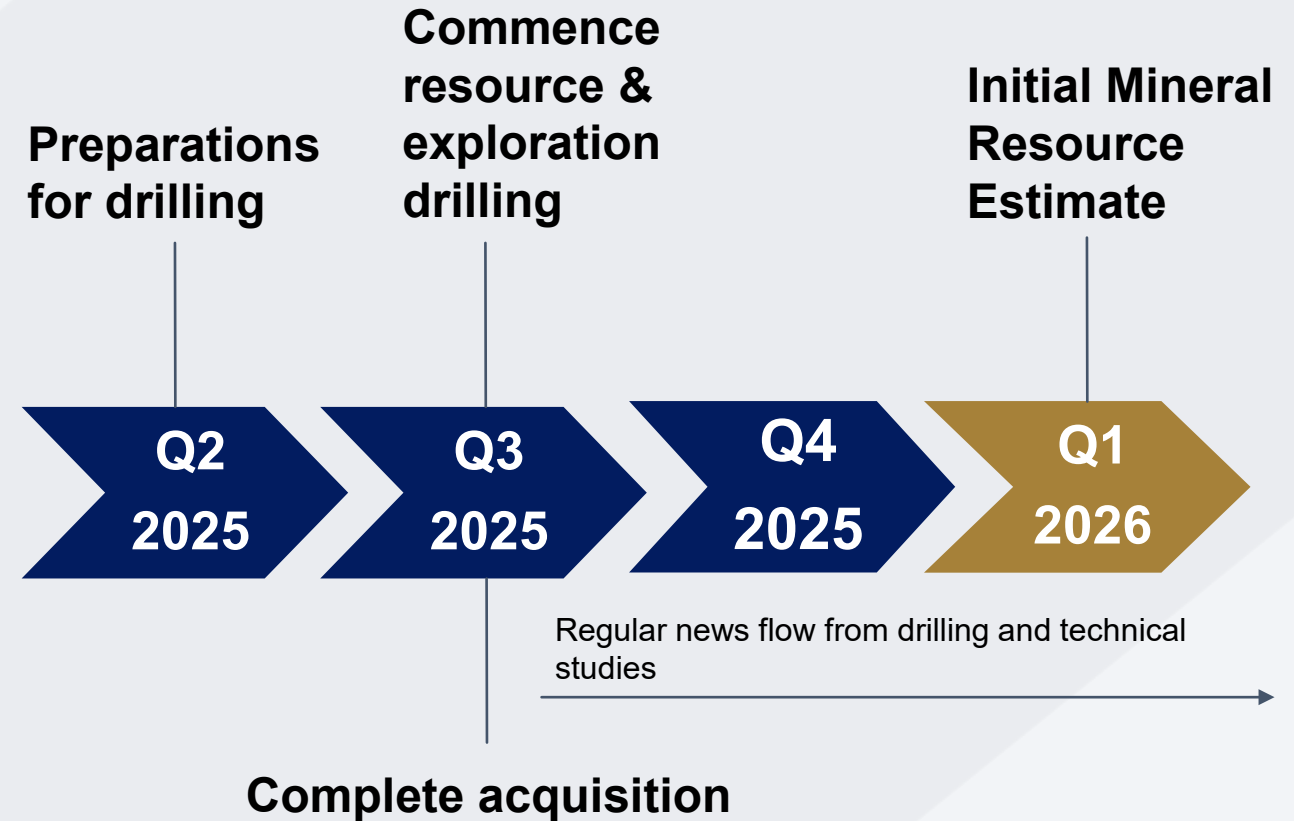 Commence
resource &
exploration
drilling
Initial Mineral
Resource
Estimate
Preparations
for drilling
Q2
2025
Q3
2025
Q4
2025
Q1
2026
Regular news flow from drilling and technical
studies
Complete acquisition